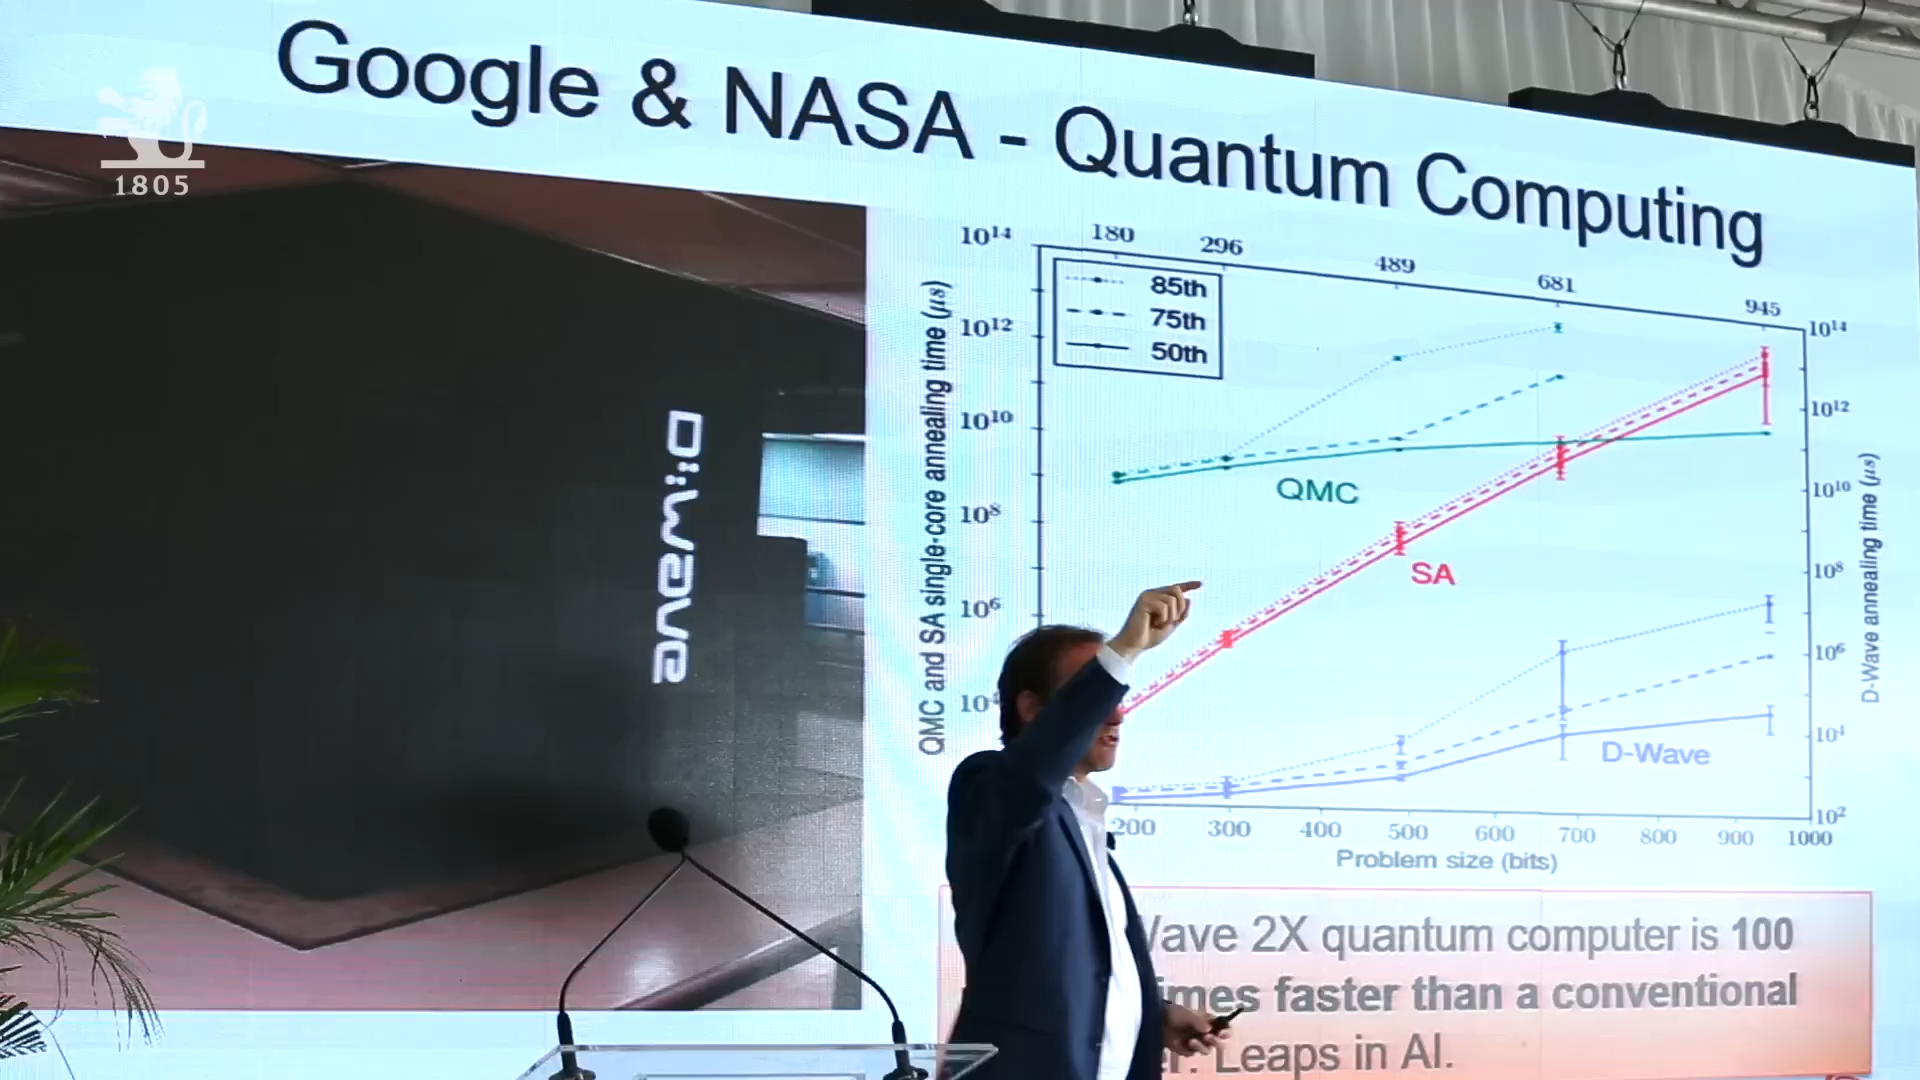 Google & NASA - Quantum Computing
1805
D:WAVE
180
296
489
681
945
10¹⁴
10¹²
10¹⁰
10⁸
10⁶
QMC and SA single-core annealing time (µs)
85th
75th
50th
QMC
SA
D-Wave
10¹⁴
10¹²
10¹⁰
10⁸
10⁶
10⁴
10²
D-Wave annealing time (µs)
200 300 400 500 600 700 800 900 1000
Problem size (bits)
Wave 2X quantum computer is 100
faster than a conventional
Leaps in AI.